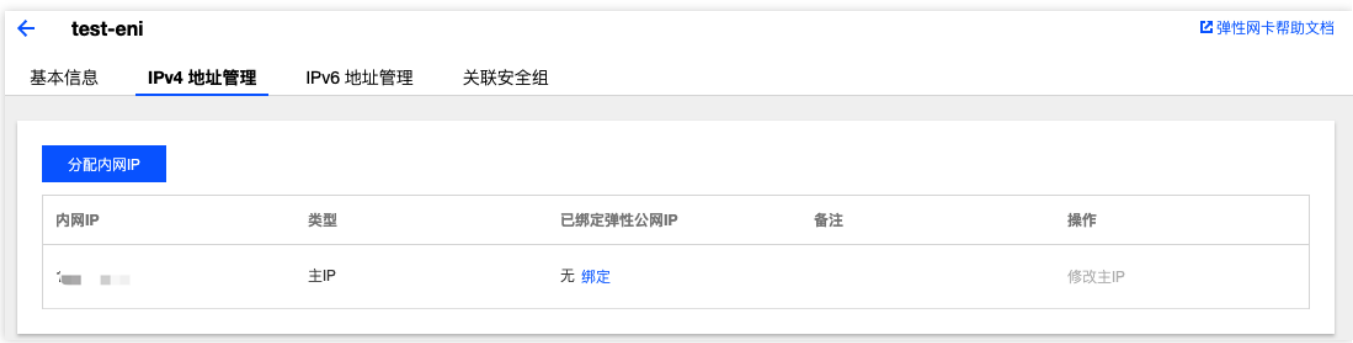 test-eni
弹性网卡帮助文档
基本信息 IPv4 地址管理 IPv6 地址管理 关联安全组
分配内网IP
内网IP 类型 已绑定弹性公网IP 备注 操作
主IP 无 绑定 修改主IP